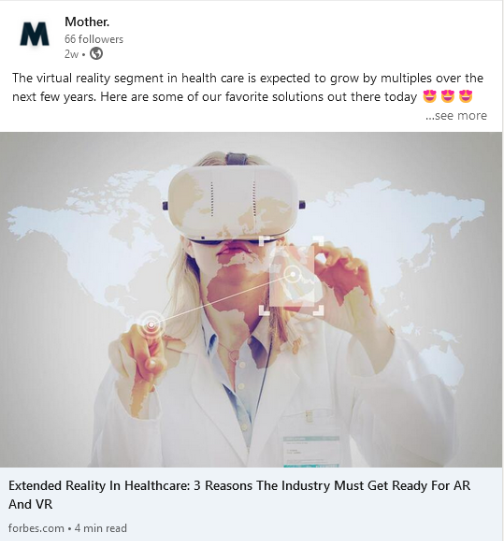 M
Mother.
66 followers
2w •
The virtual reality segment in health care is expected to grow by multiples over the
next few years. Here are some of our favorite solutions out there today 😍 😍 😍
...see more
Extended Reality In Healthcare: 3 Reasons The Industry Must Get Ready For AR
And VR
forbes.com • 4 min read